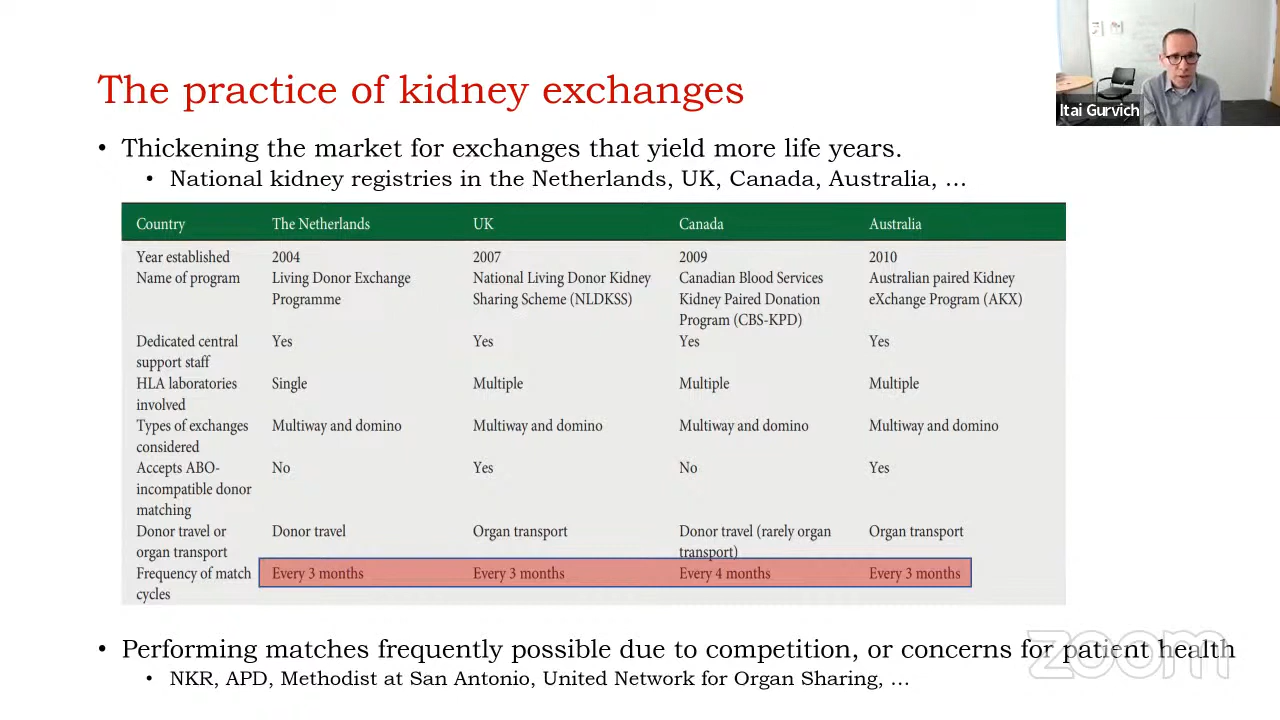 The practice of kidney exchanges
Itai Gurvich
• Thickening the market for exchanges that yield more life years.
• National kidney registries in the Netherlands, UK, Canada, Australia, …
Country The Netherlands UK Canada Australia
Year established 2004 2007 2009 2010
Name of program Living Donor Exchange National Living Donor Kidney Canadian Blood Services Australian paired Kidney
Programme Sharing Scheme (NLDKSS) Kidney Paired Donation eXchange Program (AKX)
Program (CBS-KPD)
Dedicated central Yes Yes Yes Yes
support staff
HLA laboratories Single Multiple Multiple Multiple
involved
Types of exchanges Multiway and domino Multiway and domino Multiway and domino Multiway and domino
considered
Accepts ABO- No Yes No Yes
incompatible donor
matching
Donor travel or Donor travel Organ transport Donor travel (rarely organ Organ transport
organ transport transport)
Frequency of match Every 3 months Every 3 months Every 4 months Every 3 months
cycles
• Performing matches frequently possible due to competition, or concerns for patient health
• NKR, APD, Methodist at San Antonio, United Network for Organ Sharing, …
zoom